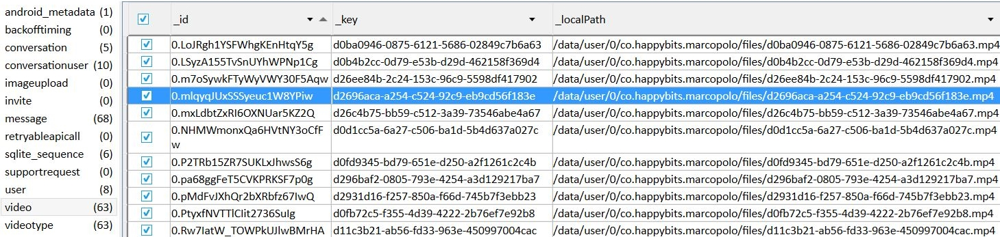 android_metadata (1)
backofftiming (0)
conversation (5)
conversationuser (10)
imageupload (0)
invite (0)
message (68)
retryableapicall (0)
sqlite_sequence (6)
supportrequest (0)
user (8)
video (63)
videotype (63)
_id _key _localPath
0.LoJRgh1YSFWhgKEnHtqY5g d0ba0946-0875-6121-5686-02849c7b6a63 /data/user/0/co.happybits.marcopolo/files/d0ba0946-0875-6121-5686-02849c7b6a63.mp4
0.LSyzA155TvSnUYhWPNp1Cg d0b4b2cc-0d79-e53b-d29d-462158f369d4 /data/user/0/co.happybits.marcopolo/files/d0b4b2cc-0d79-e53b-d29d-462158f369d4.mp4
0.m7oSywkFTyWyVWY30F5Aqw d26ee84b-2c24-153c-96c9-5598df417902 /data/user/0/co.happybits.marcopolo/files/d26ee84b-2c24-153c-96c9-5598df417902.mp4
0.mlqyqJUxSSSyeuc1W8YPiw d2696aca-a254-c524-92c9-eb9cd56f183e /data/user/0/co.happybits.marcopolo/files/d2696aca-a254-c524-92c9-eb9cd56f183e.mp4
0.mxLdbtZxRI6OXNUar5KZ2Q d26c4b75-bb59-c512-3a39-73546abe4a67 /data/user/0/co.happybits.marcopolo/files/d26c4b75-bb59-c512-3a39-73546abe4a67.mp4
0.NHMWmonxQa6HVtNY3oCfF d0d1cc5a-6a27-c506-ba1d-5b4d637a027c /data/user/0/co.happybits.marcopolo/files/d0d1cc5a-6a27-c506-ba1d-5b4d637a027c.mp4
w
0.P2TRb15ZR7SUKLxJhwsS6g d0fd9345-bd79-651e-d250-a2f1261c2c4b /data/user/0/co.happybits.marcopolo/files/d0fd9345-bd79-651e-d250-a2f1261c2c4b.mp4
0.pa68ggFeT5CVKPRKSF7p0g d296baf2-0805-793e-4254-a3d129217ba7 /data/user/0/co.happybits.marcopolo/files/d296baf2-0805-793e-4254-a3d129217ba7.mp4
0.pMdFvJXhQr2bXRbfz67IwQ d2931d16-f257-850a-f66d-745b7f3ebb23 /data/user/0/co.happybits.marcopolo/files/d2931d16-f257-850a-f66d-745b7f3ebb23.mp4
0.PtyxfNVTTlCIit2736SuIg d0fb72c5-f355-4d39-4222-2b76ef7e92b8 /data/user/0/co.happybits.marcopolo/files/d0fb72c5-f355-4d39-4222-2b76ef7e92b8.mp4
0.Rw7IatW_TOWPkUJlwBMrHA d11c3b21-ab56-fd33-963e-450997004cac /data/user/0/co.happybits.marcopolo/files/d11c3b21-ab56-fd33-963e-450997004cac.mp4